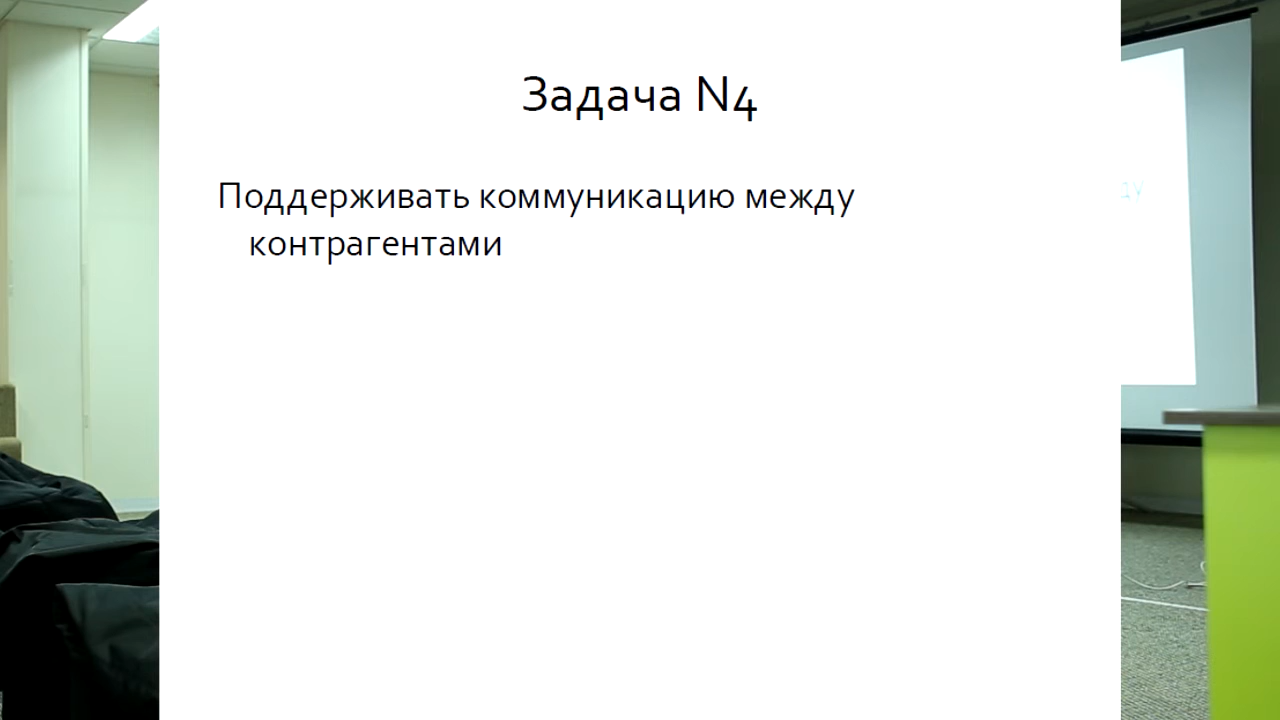 Задача N4
Поддерживать коммуникацию между
контрагентами